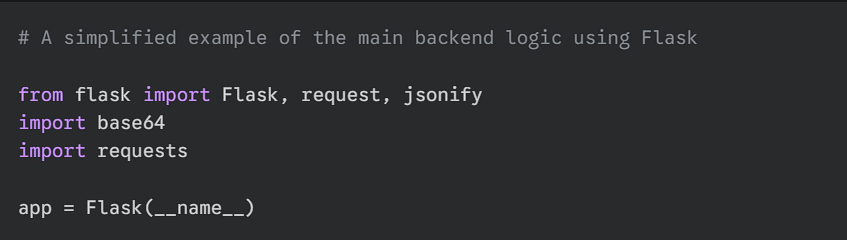 # A simplified example of the main backend logic using Flask
from flask import Flask, request, jsonify
import base64
import requests
app = Flask(__name__)